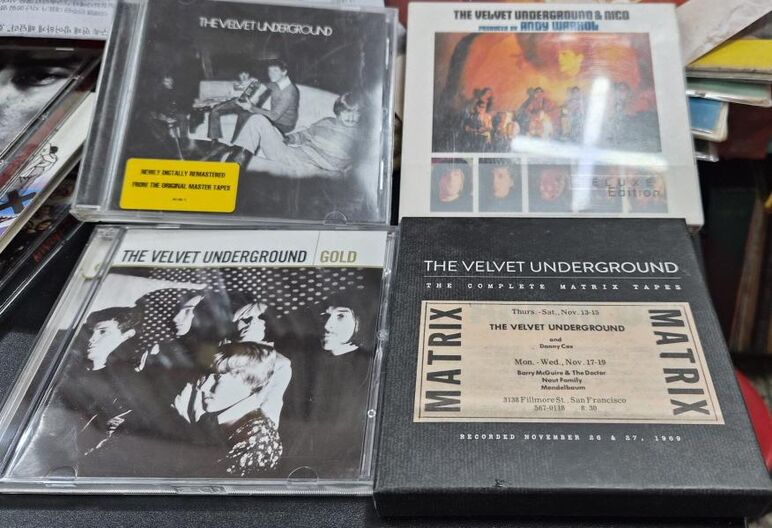 THE VELVET UNDERGROUND
NEWLY DIGITALLY REMASTERED
FROM THE ORIGINAL MASTER TAPES
THE VELVET UNDERGROUND & NICO
PRODUCED BY ANDY WARHOL
DELUXE
Edition
THE VELVET UNDERGROUND GOLD
THE VELVET UNDERGROUND
THE COMPLETE MATRIX TAPES
MATRIX
Thurs.-Sat., Nov. 13-15
THE VELVET UNDERGROUND
and
Danny Cox
Mon.-Wed., Nov. 17-19
Barry McGuire & The Doctor
Naut Family
Mendelbaum
3138 Fillmore St., San Francisco
567-0118 8:30
MATRIX
RECORDED NOVEMBER 26 & 27, 1969